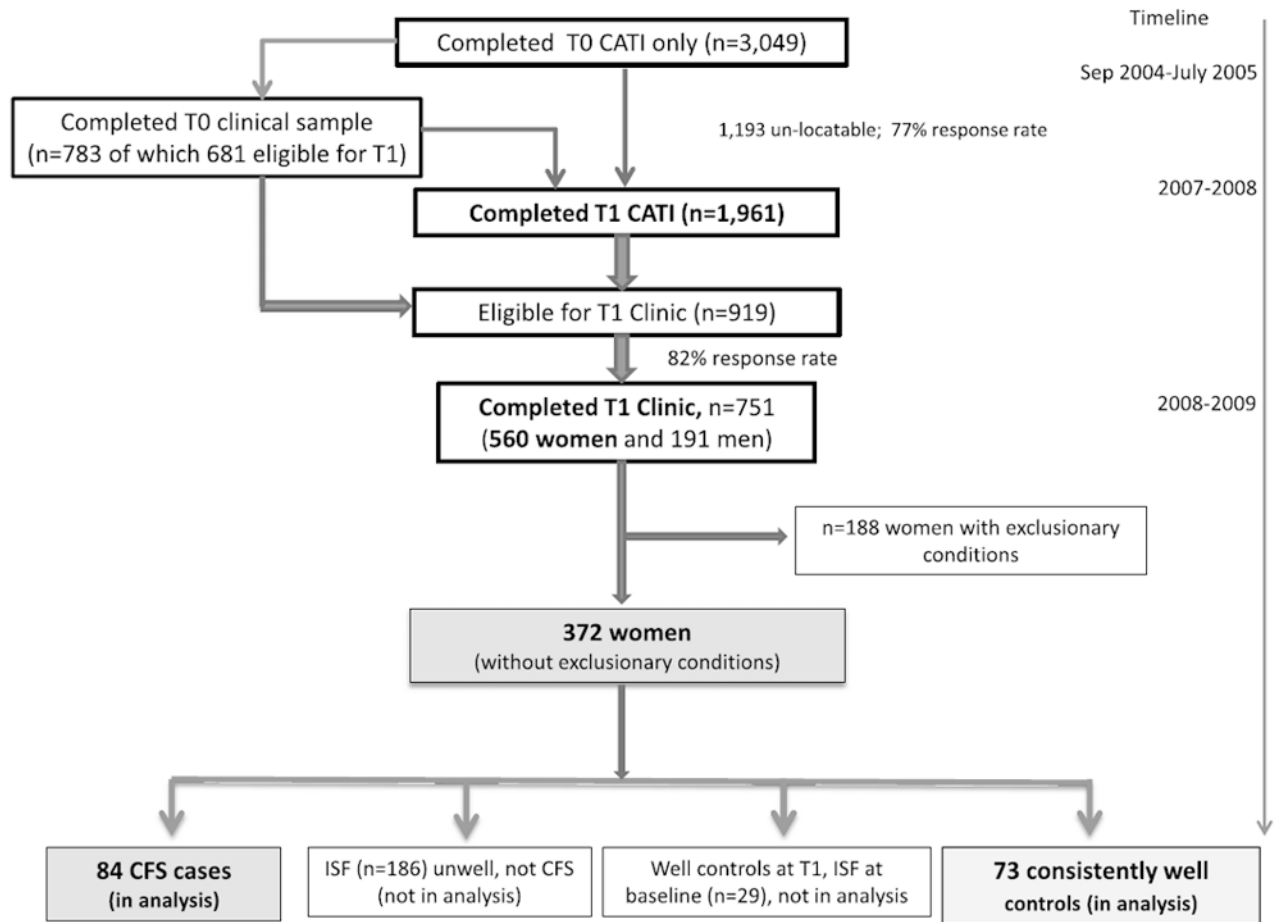 Timeline
Completed T0 CATI only (n=3,049)
Sep 2004-July 2005
Completed T0 clinical sample
(n=783 of which 681 eligible for T1)
1,193 un-locatable; 77% response rate
2007-2008
Completed T1 CATI (n=1,961)
Eligible for T1 Clinic (n=919)
82% response rate
Completed T1 Clinic, n=751
(560 women and 191 men)
2008-2009
n=188 women with exclusionary
conditions
372 women
(without exclusionary conditions)
84 CFS cases
(in analysis)
ISF (n=186) unwell, not CFS
(not in analysis)
Well controls at T1, ISF at
baseline (n=29), not in analysis
73 consistently well
controls (in analysis)